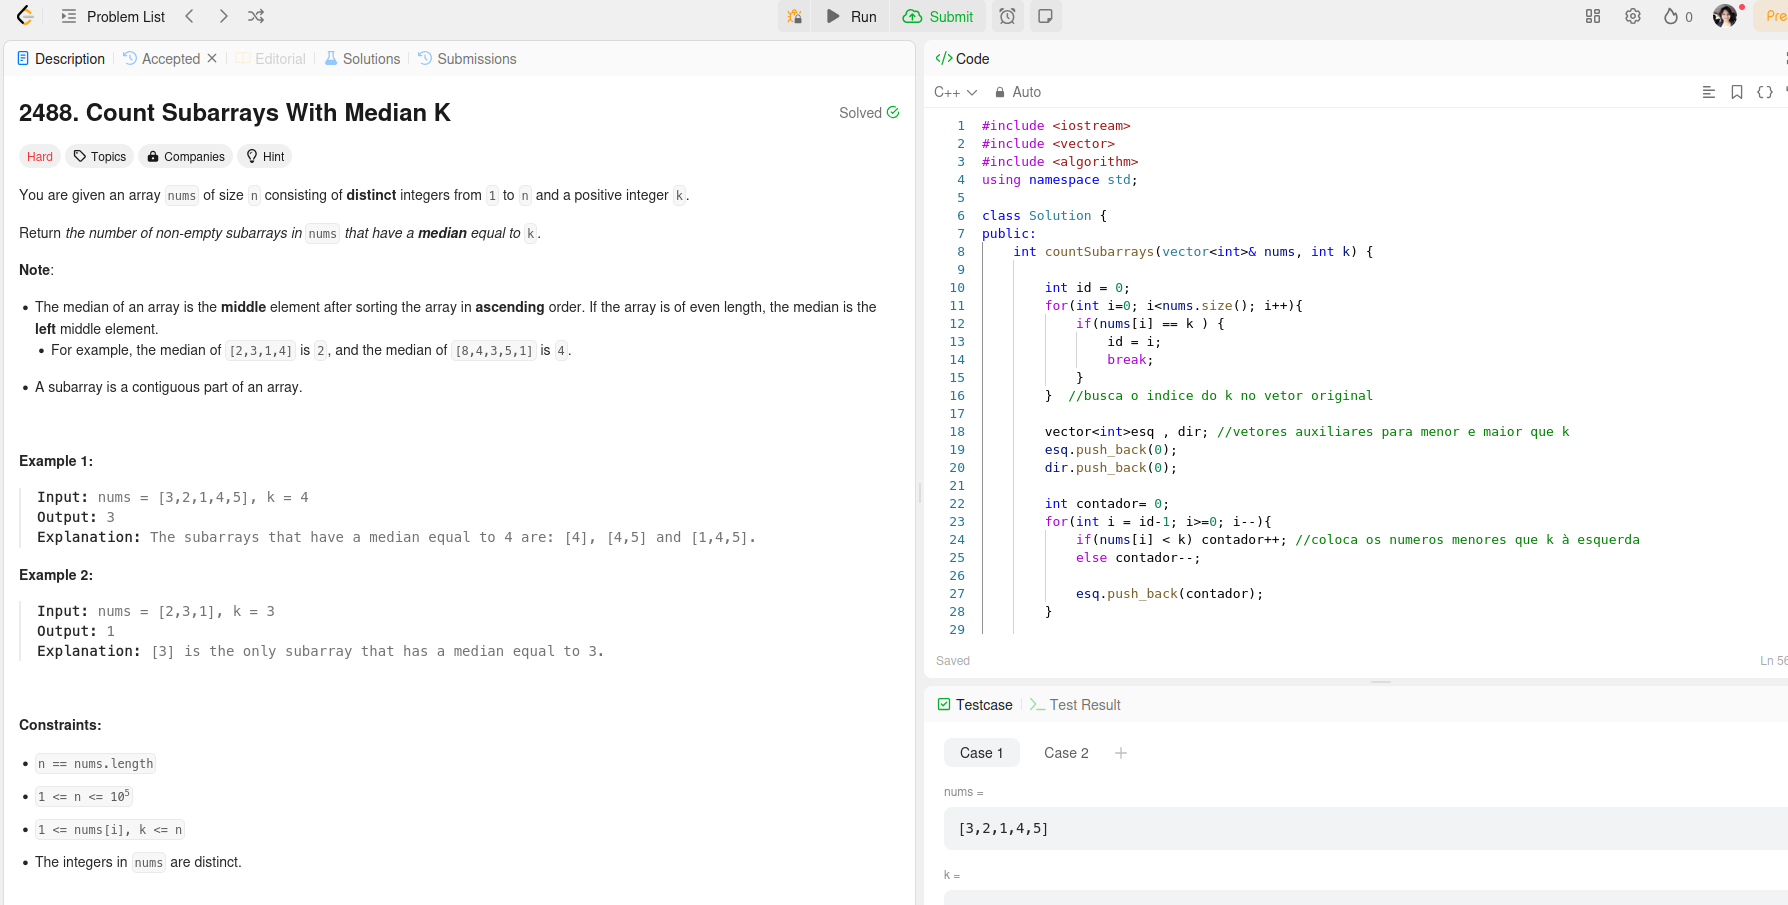 Problem List
Run
Submit
0
Pre
Description
Accepted
Editorial
Solutions
Submissions
2488. Count Subarrays With Median K
Solved
Hard
Topics
Companies
Hint
You are given an array nums of size n consisting of distinct integers from 1 to n and a positive integer k.
Return the number of non-empty subarrays in nums that have a median equal to k.
Note:
• The median of an array is the middle element after sorting the array in ascending order. If the array is of even length, the median is the
left middle element.
• For example, the median of [2,3,1,4] is 2, and the median of [8,4,3,5,1] is 4.
• A subarray is a contiguous part of an array.
Example 1:
Input: nums = [3,2,1,4,5], k = 4
Output: 3
Explanation: The subarrays that have a median equal to 4 are: [4], [4,5] and [1,4,5].
Example 2:
Input: nums = [2,3,1], k = 3
Output: 1
Explanation: [3] is the only subarray that has a median equal to 3.
Constraints:
• n == nums.length
• 1 <= n <= 10⁵
• 1 <= nums[i], k <= n
• The integers in nums are distinct.
</> Code
C++
Auto
1 #include <iostream>
2 #include <vector>
3 #include <algorithm>
4 using namespace std;
5
6 class Solution {
7 public:
8     int countSubarrays(vector<int>& nums, int k) {
9
10         int id = 0;
11         for(int i=0; i<nums.size(); i++){
12             if(nums[i] == k ) {
13                 id = i;
14                 break;
15             }
16         }  //busca o indice do k no vetor original
17
18         vector<int>esq , dir; //vetores auxiliares para menor e maior que k
19         esq.push_back(0);
20         dir.push_back(0);
21
22         int contador= 0;
23         for(int i = id-1; i>=0; i--){
24             if(nums[i] < k) contador++; //coloca os numeros menores que k à esquerda
25             else contador--;
26
27             esq.push_back(contador);
28         }
29
Saved
Ln 56
Testcase
Test Result
Case 1
Case 2
nums =
[3,2,1,4,5]
k =